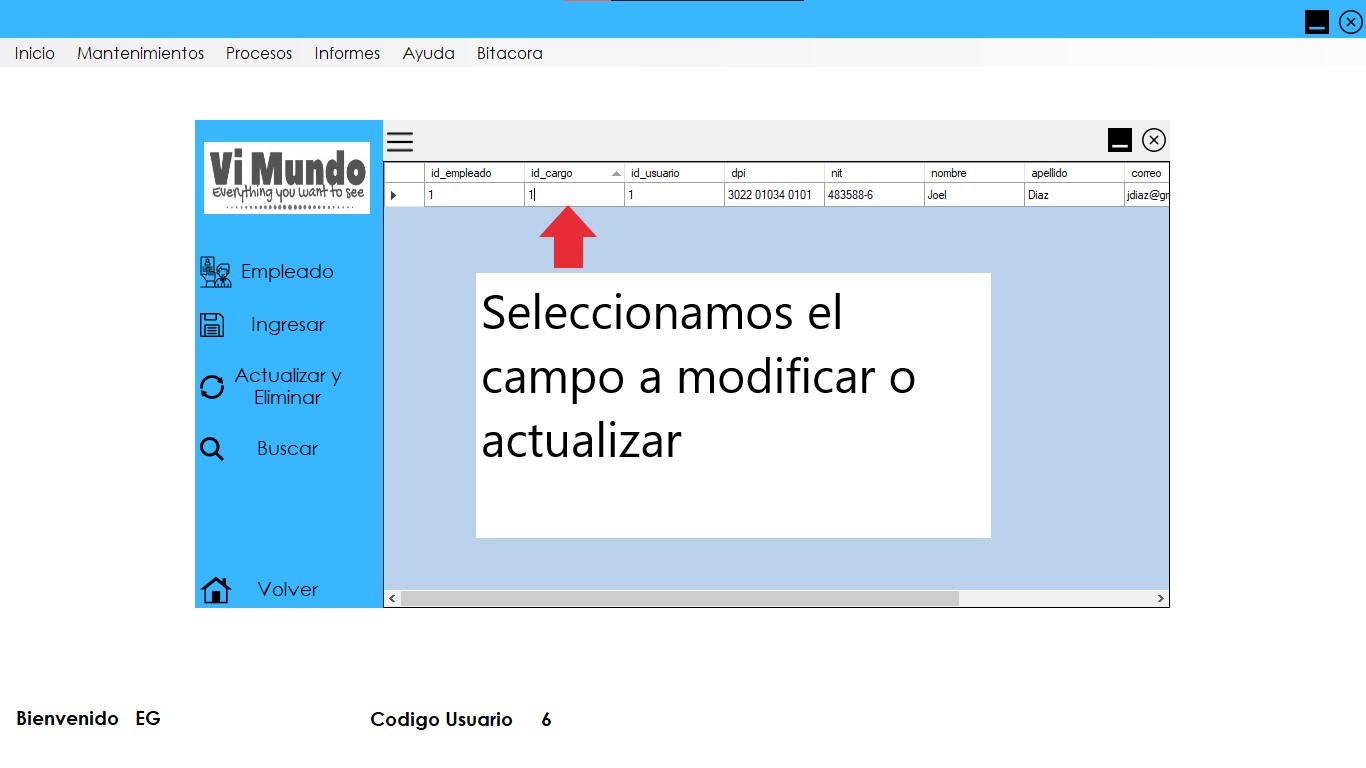 Inicio Mantenimientos Procesos Informes Ayuda Bitacora
Vi Mundo
Everything you want to see
Empleado
Ingresar
Actualizar y
Eliminar
Buscar
Volver
id_empleado id_cargo id_usuario dpi nit nombre apellido correo
1 1 1 3022 01034 0101 483588-6 Joel Diaz jdiaz@gr
Seleccionamos el
campo a modificar o
actualizar
Bienvenido EG Codigo Usuario 6